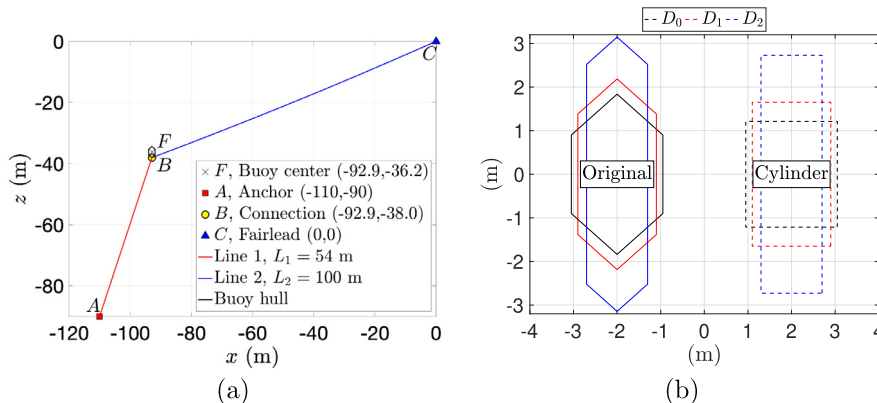 0
-20
-40
-60
-80
z (m)
-120 -100 -80 -60 -40 -20 0
x (m)
C
F
B
A
F, Buoy center (-92.9,-36.2)
A, Anchor (-110,-90)
B, Connection (-92.9,-38.0)
C, Fairlead (0,0)
Line 1, L₁ = 54 m
Line 2, L₂ = 100 m
Buoy hull
(a)
D₀ D₁ D₂
3
2
1
0
-1
-2
-3
(m)
Original Cylinder
-4 -3 -2 -1 0 1 2 3 4
(m)
(b)